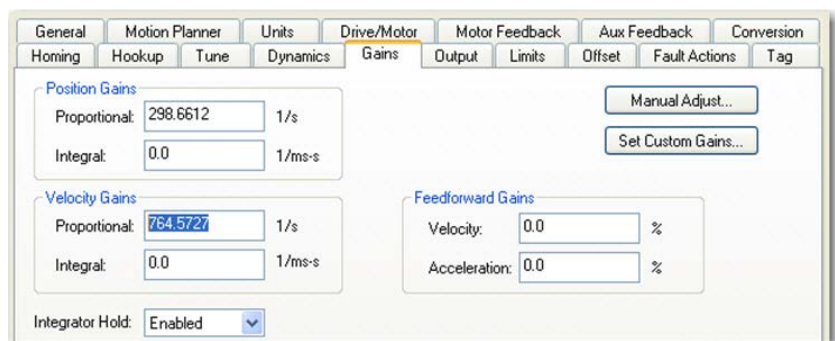 General Motion Planner Units Drive/Motor Motor Feedback Aux Feedback Conversion
Homing Hookup Tune Dynamics Gains Output Limits Offset Fault Actions Tag
Position Gains
Proportional: 298.6612 1/s
Integral: 0.0 1/ms-s
Manual Adjust...
Set Custom Gains...
Velocity Gains
Proportional: 764.5727 1/s
Integral: 0.0 1/ms-s
Feedforward Gains
Velocity: 0.0 %
Acceleration: 0.0 %
Integrator Hold: Enabled